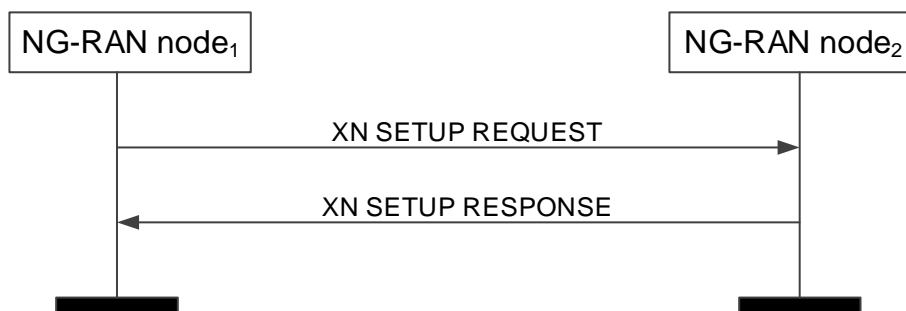 NG-RAN node₁
NG-RAN node₂
XN SETUP REQUEST
XN SETUP RESPONSE